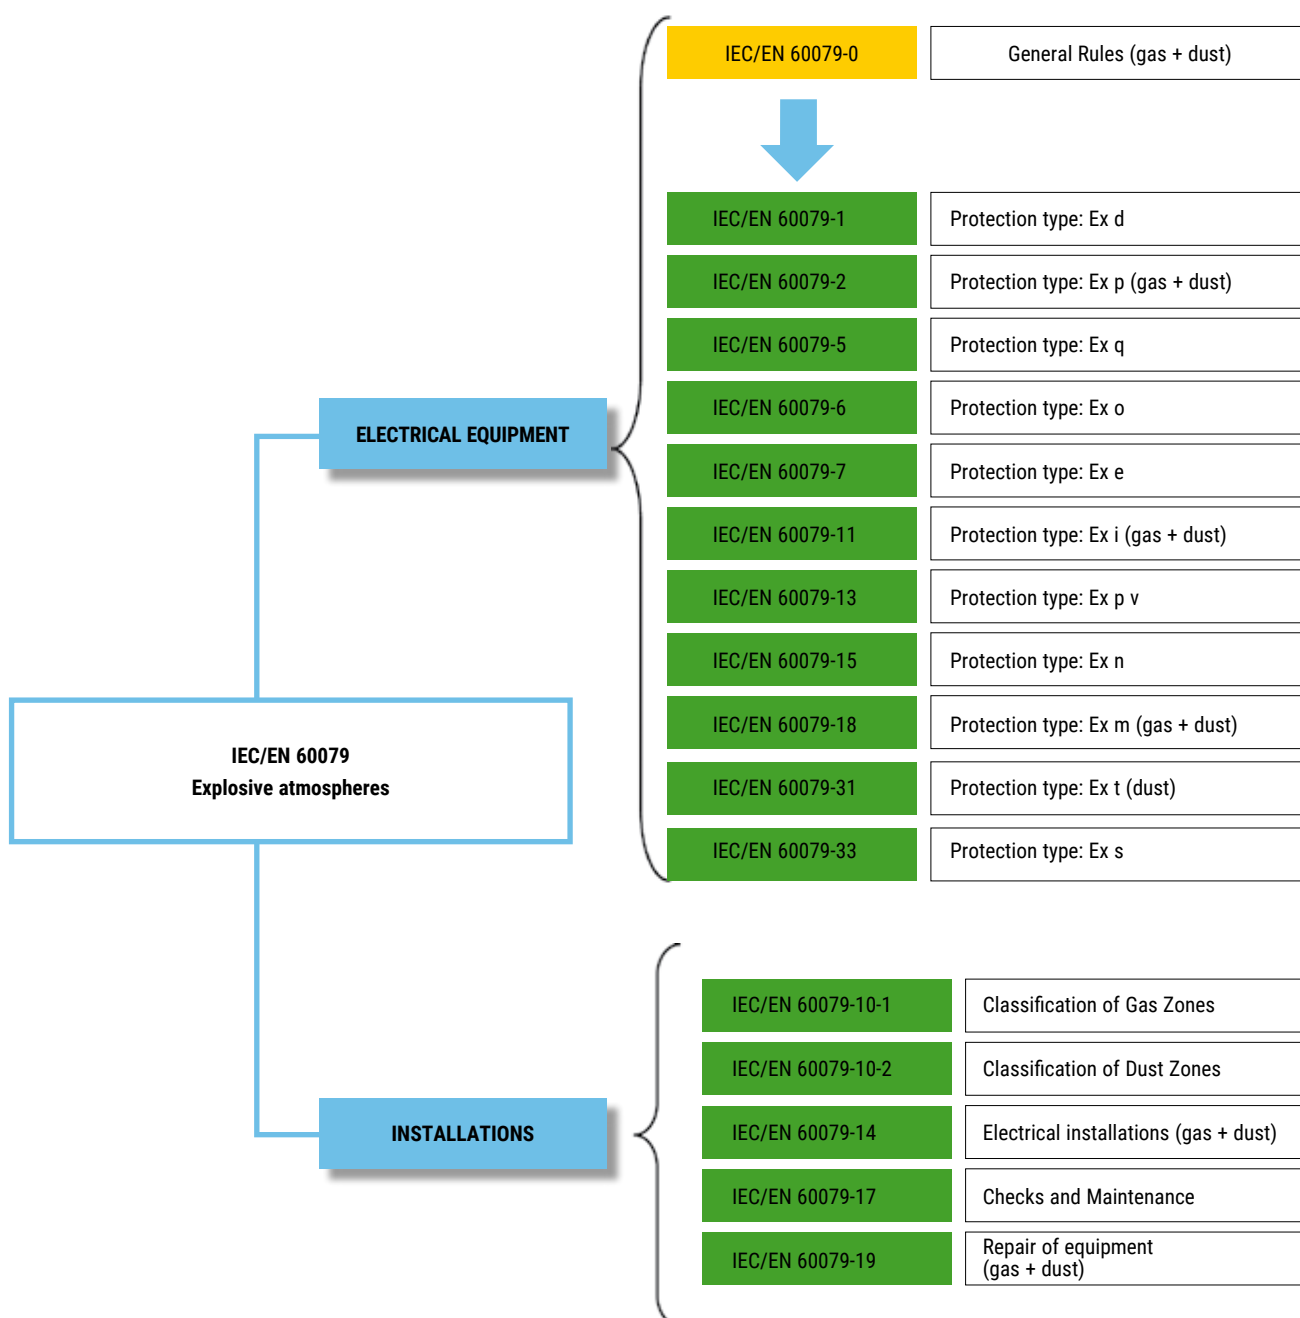 IEC/EN 60079-0
General Rules (gas + dust)
IEC/EN 60079-1
Protection type: Ex d
IEC/EN 60079-2
Protection type: Ex p (gas + dust)
IEC/EN 60079-5
Protection type: Ex q
IEC/EN 60079-6
Protection type: Ex o
ELECTRICAL EQUIPMENT
IEC/EN 60079-7
Protection type: Ex e
IEC/EN 60079-11
Protection type: Ex i (gas + dust)
IEC/EN 60079-13
Protection type: Ex p v
IEC/EN 60079-15
Protection type: Ex n
IEC/EN 60079-18
Protection type: Ex m (gas + dust)
IEC/EN 60079
Explosive atmospheres
IEC/EN 60079-31
Protection type: Ex t (dust)
IEC/EN 60079-33
Protection type: Ex s
IEC/EN 60079-10-1
Classification of Gas Zones
IEC/EN 60079-10-2
Classification of Dust Zones
INSTALLATIONS
IEC/EN 60079-14
Electrical installations (gas + dust)
IEC/EN 60079-17
Checks and Maintenance
IEC/EN 60079-19
Repair of equipment
(gas + dust)